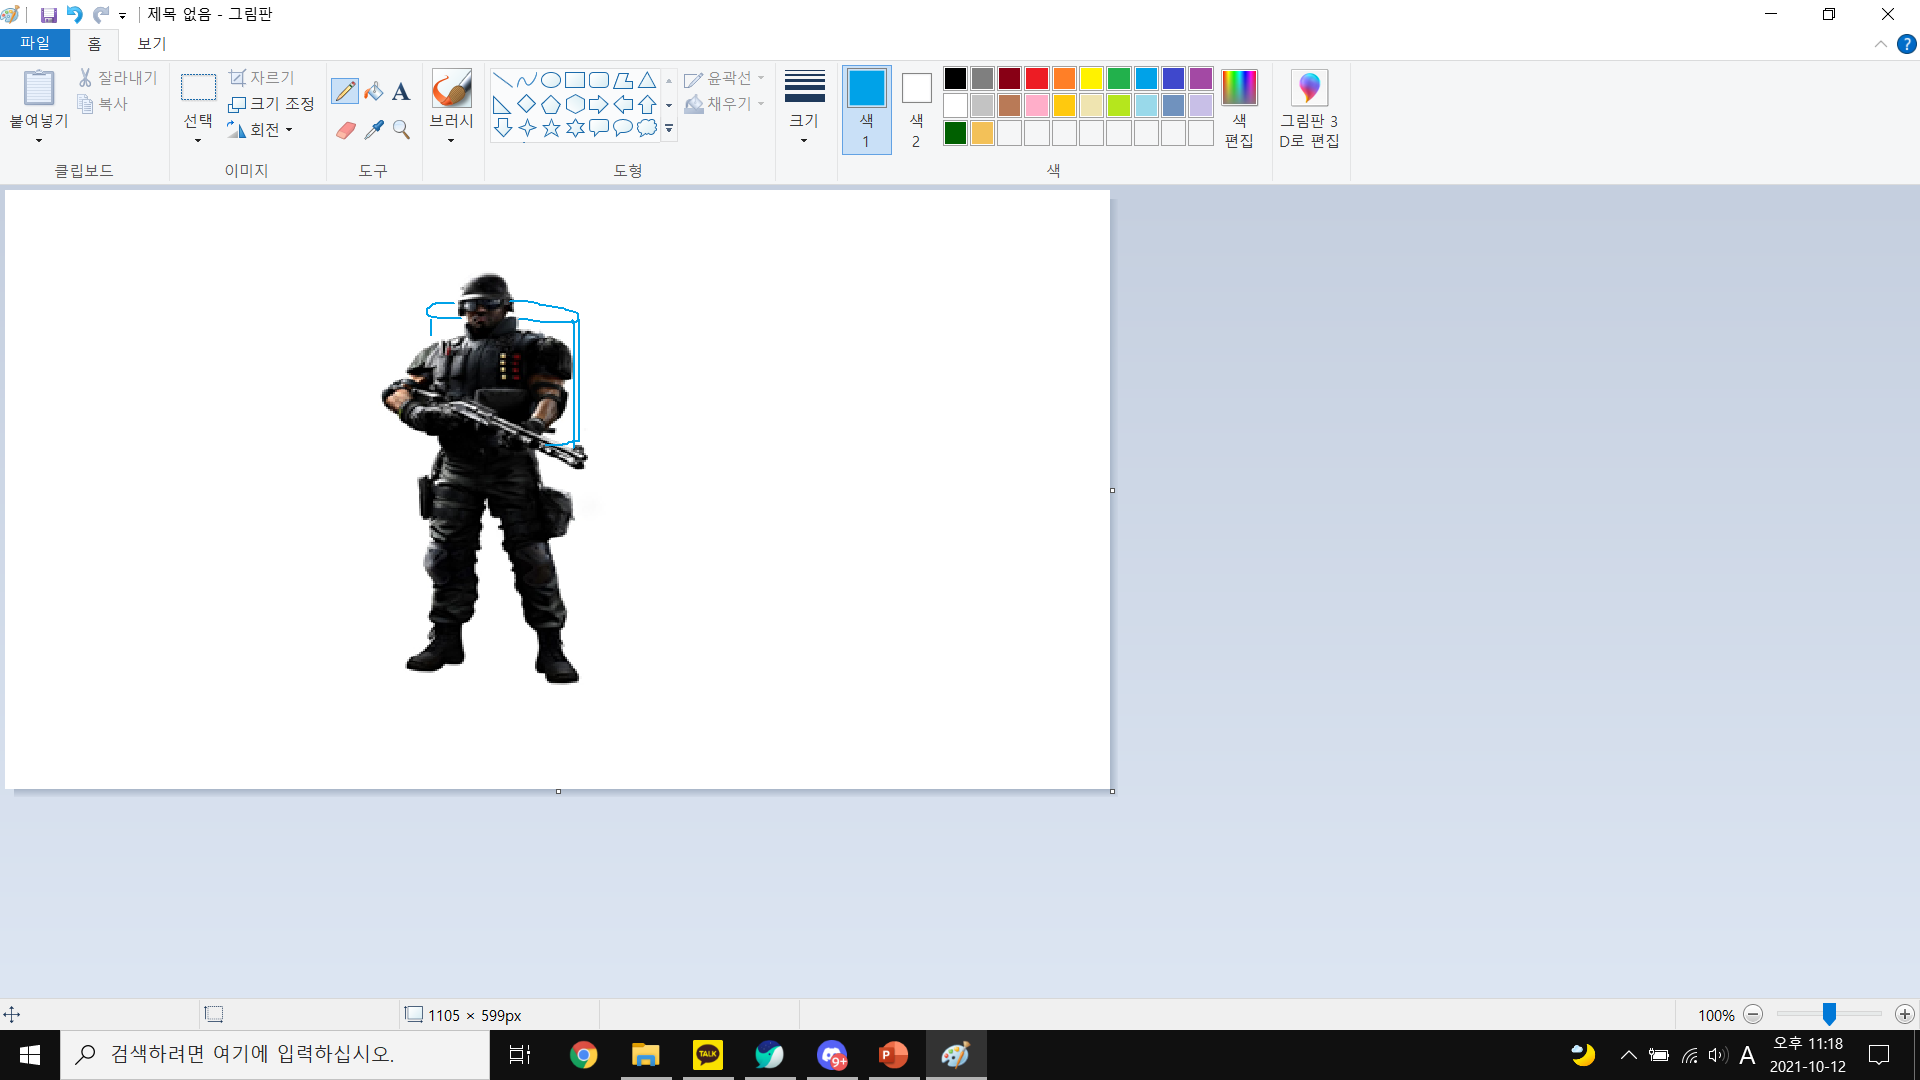 제목 없음 - 그림판
파일
홈
보기
?
붙여넣기
잘라내기
복사
클립보드
선택
자르기
크기 조정
회전
이미지
A
도구
브러시
윤곽선
채우기
도형
크기
색
1
색
2
색
편집
색
그림판 3
D로 편집
1105 × 599px
100%
검색하려면 여기에 입력하십시오.
TALK
9+
P
A
오후 11:18
2021-10-12